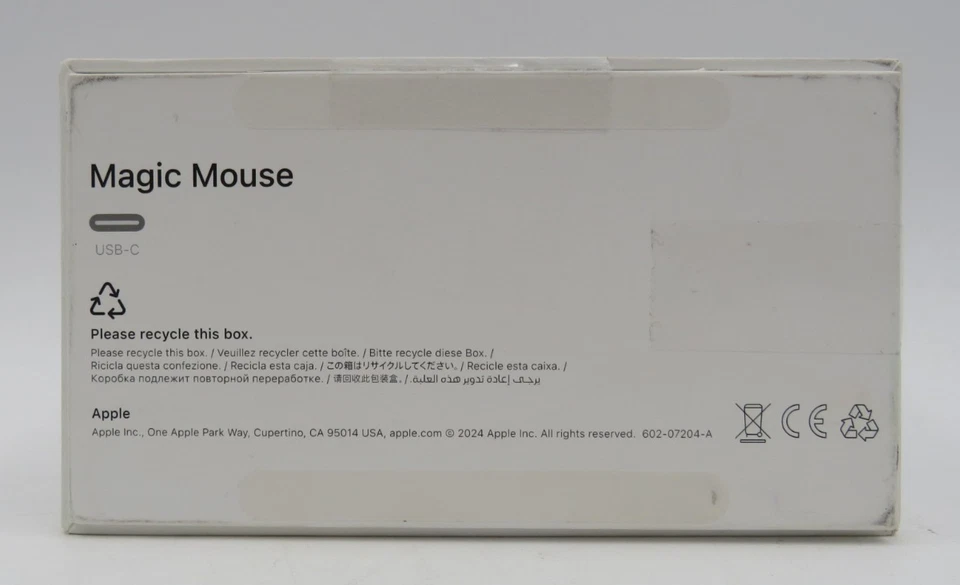 Magic Mouse
USB-C
Please recycle this box.
Please recycle this box. / Veuillez recycler cette boîte. / Bitte recycle diese Box. /
Ricicla questa confezione. / Recicla esta caja. / この箱はリサイクルしてください。/ Recicle esta caixa. /
Коробка подлежит повторной переработке. / 请回收此包装盒。/ يرجى إعادة تدوير هذه العلبة.
Apple
Apple Inc., One Apple Park Way, Cupertino, CA 95014 USA, apple.com © 2024 Apple Inc. All rights reserved. 602-07204-A
CE